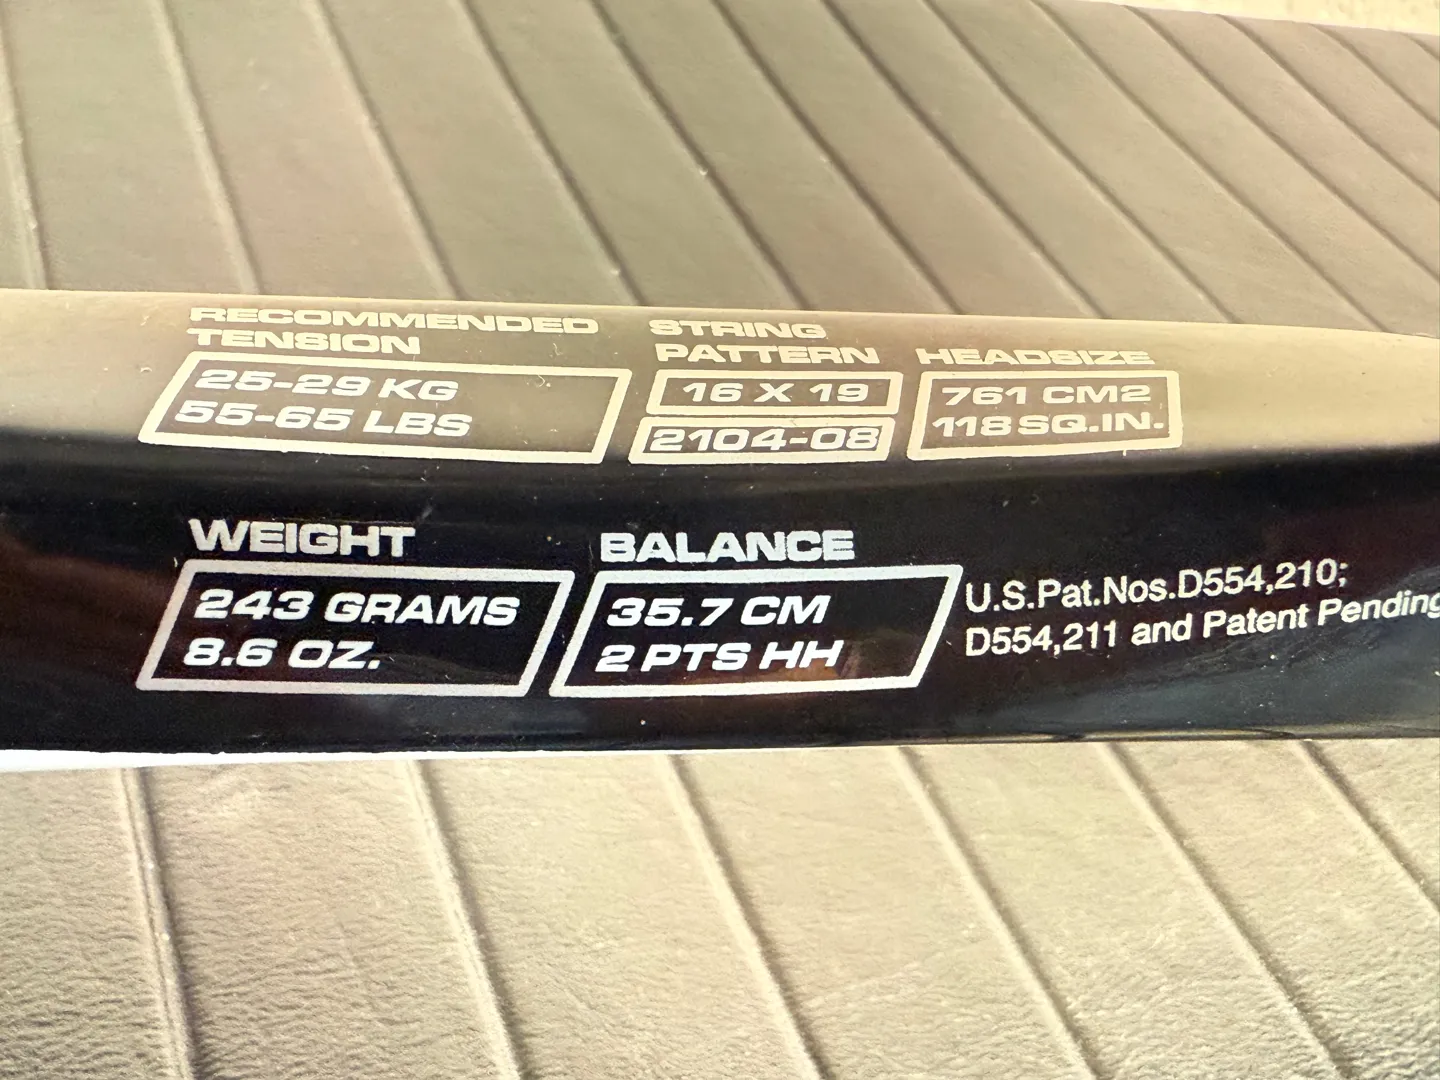 RECOMMENDED
TENSION
25-29 KG
55-65 LBS
STRING
PATTERN
16 X 19
2104-08
HEADSIZE
761 CM2
118 SQ.IN.
WEIGHT
243 GRAMS
8.6 OZ.
BALANCE
35.7 CM
2 PTS HH
U.S.Pat.Nos.D554,210;
D554,211 and Patent Pending